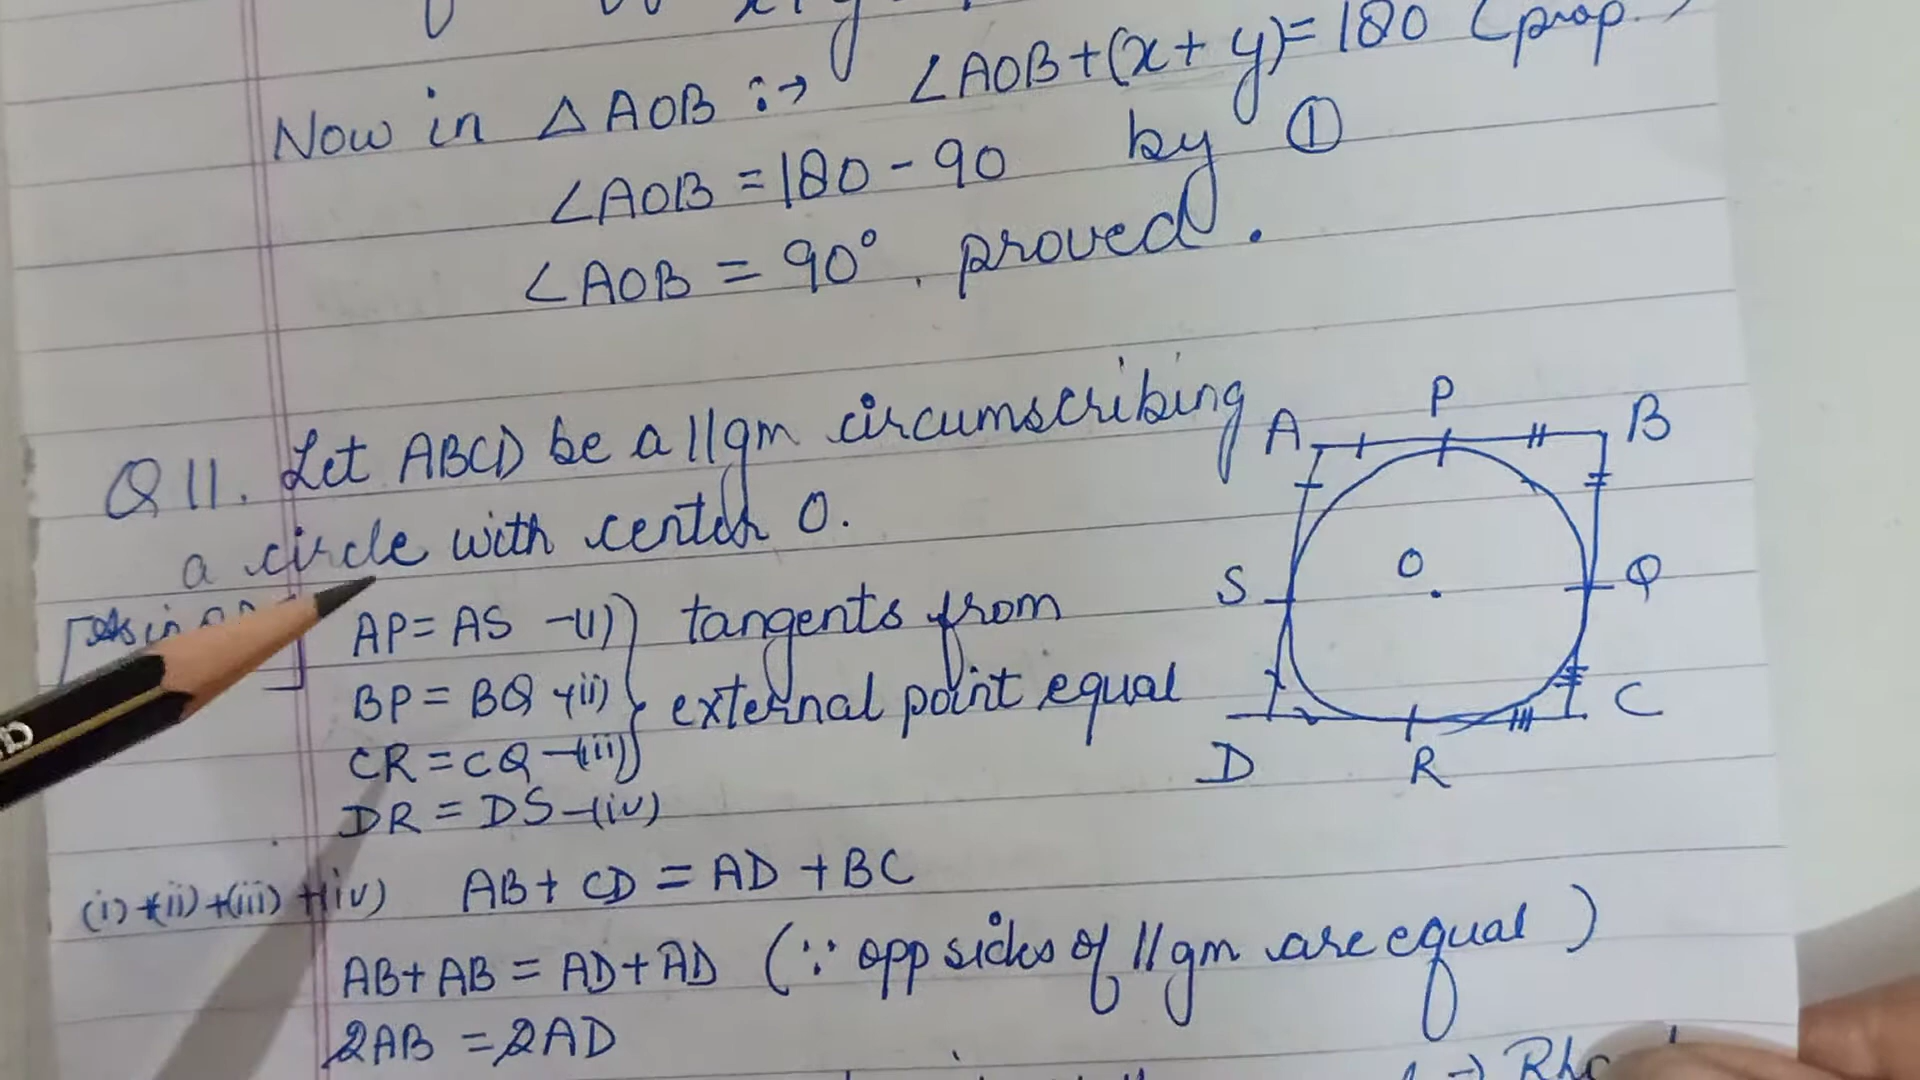 Now in △AOB :→ ∠AOB+(x+y)=180 (prop.
∠AOB = 180 - 90 by ①
∠AOB = 90° proved.
Q11. Let ABCD be a ||gm circumscribing
a circle with center O.
[As in
AP = AS -(i)
BP = BQ -(ii)
CR = CQ -(iii)
DR = DS -(iv)
} tangents from
external point equal
(i)+(ii)+(iii)+(iv) AB + CD = AD + BC
AB + AB = AD + AD (∵ opp sides of ||gm are equal)
2AB = 2AD
A P B
S O Q
D R C